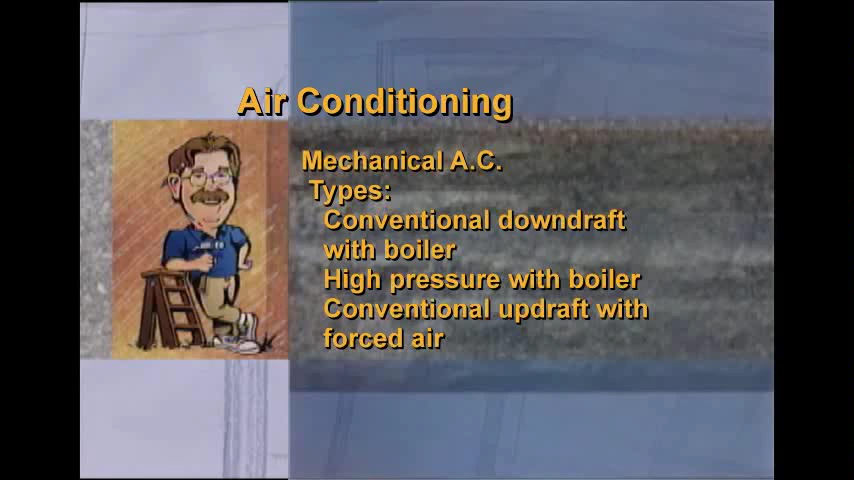 Air Conditioning
Mechanical A.C.
Types:
Conventional downdraft
with boiler
High pressure with boiler
Conventional updraft with
forced air